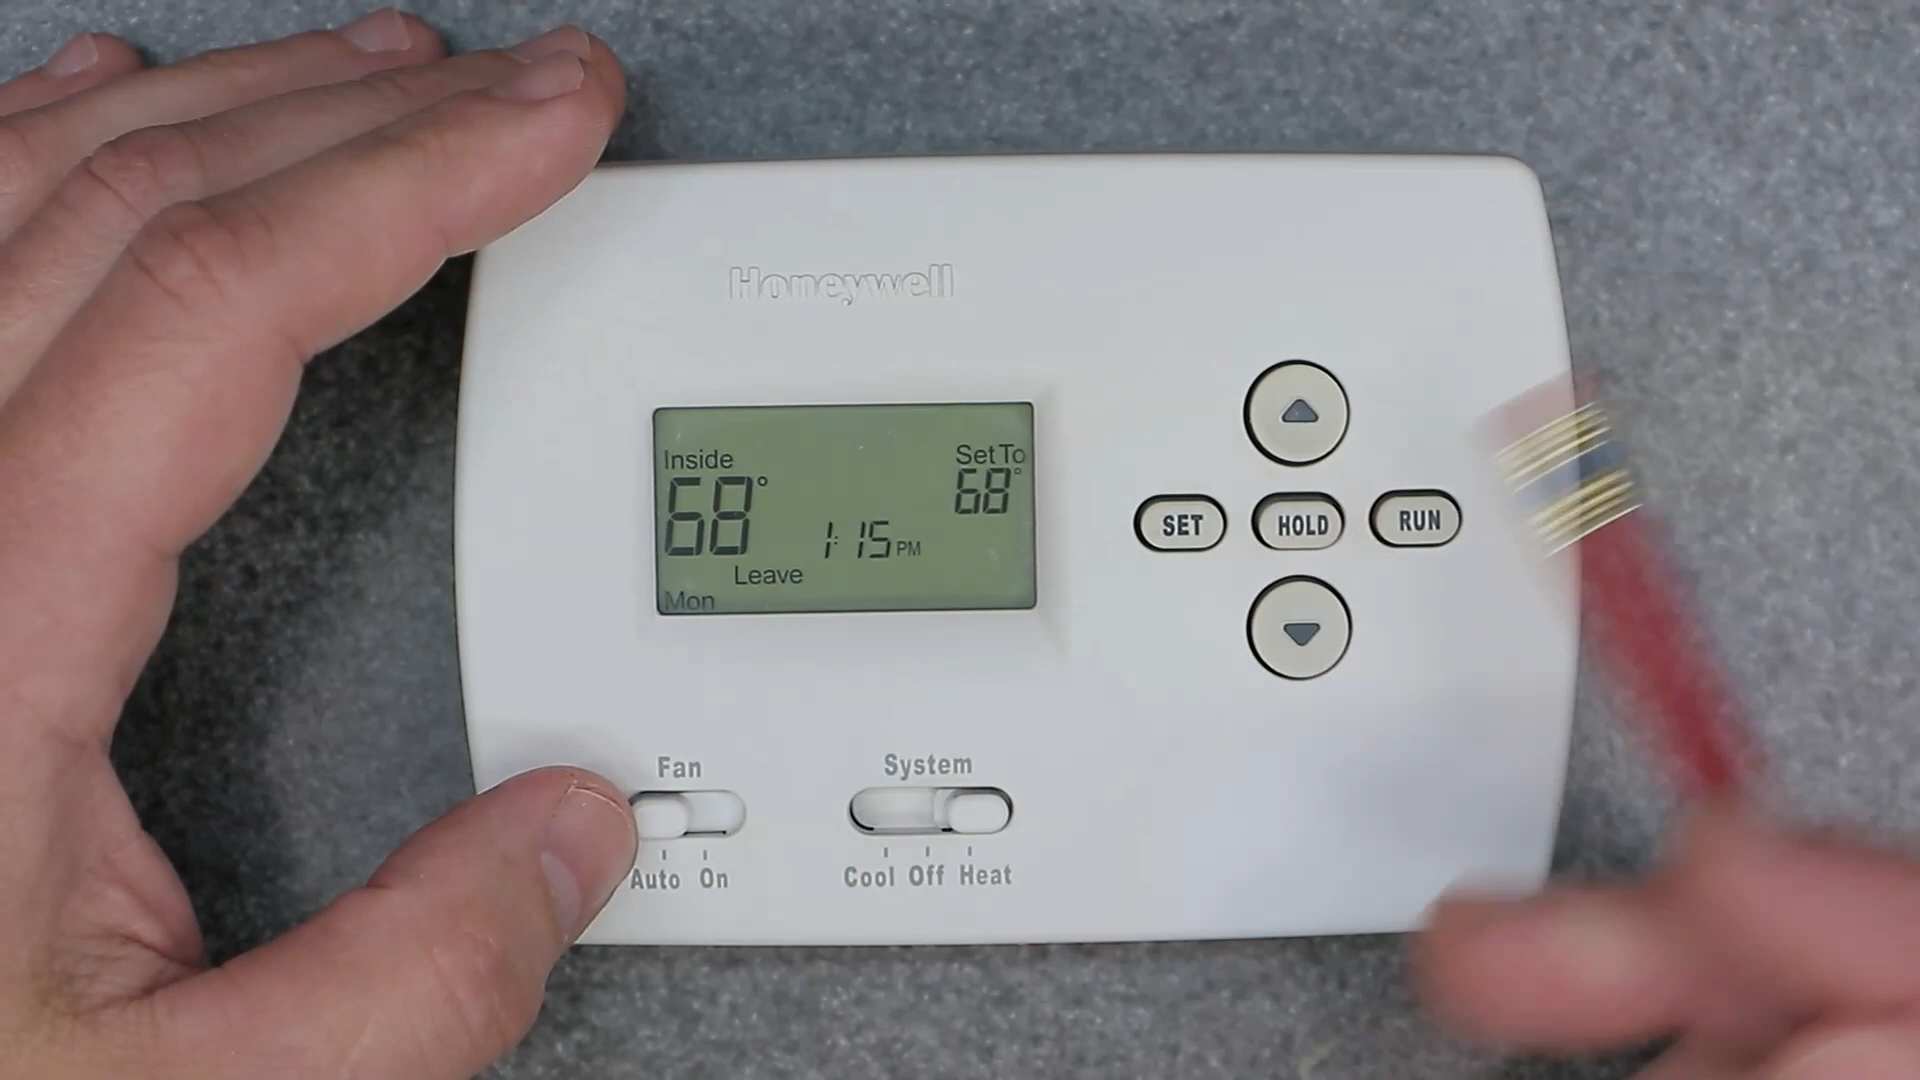 Honeywell
Inside
Set To
68°
68°
1:15 PM
Leave
Mon
SET
HOLD
RUN
Fan
System
Auto On
Cool Off Heat